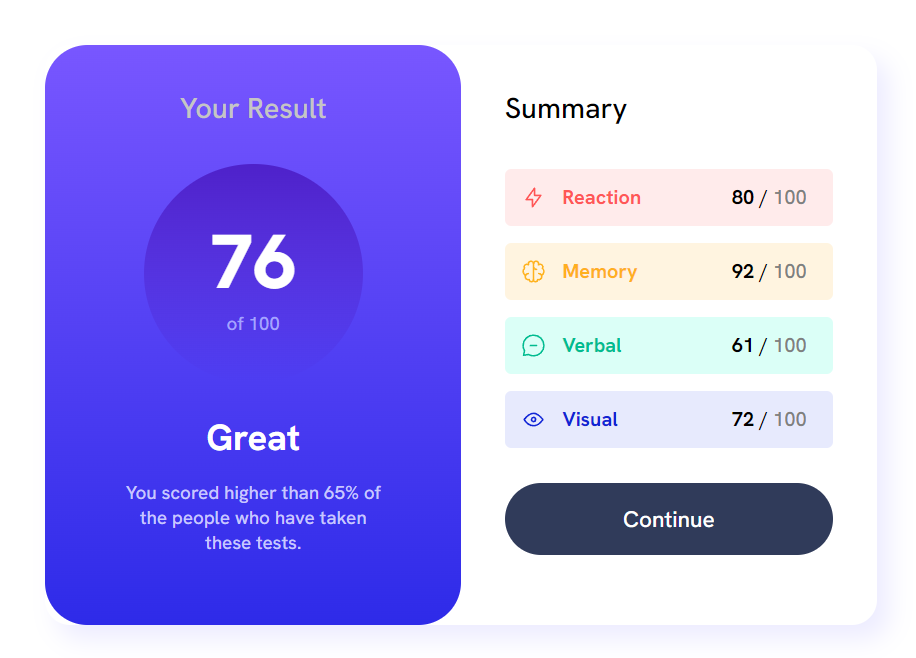 Your Result
76
of 100
Great
You scored higher than 65% of
the people who have taken
these tests.
Summary
Reaction 80 / 100
Memory 92 / 100
Verbal 61 / 100
Visual 72 / 100
Continue